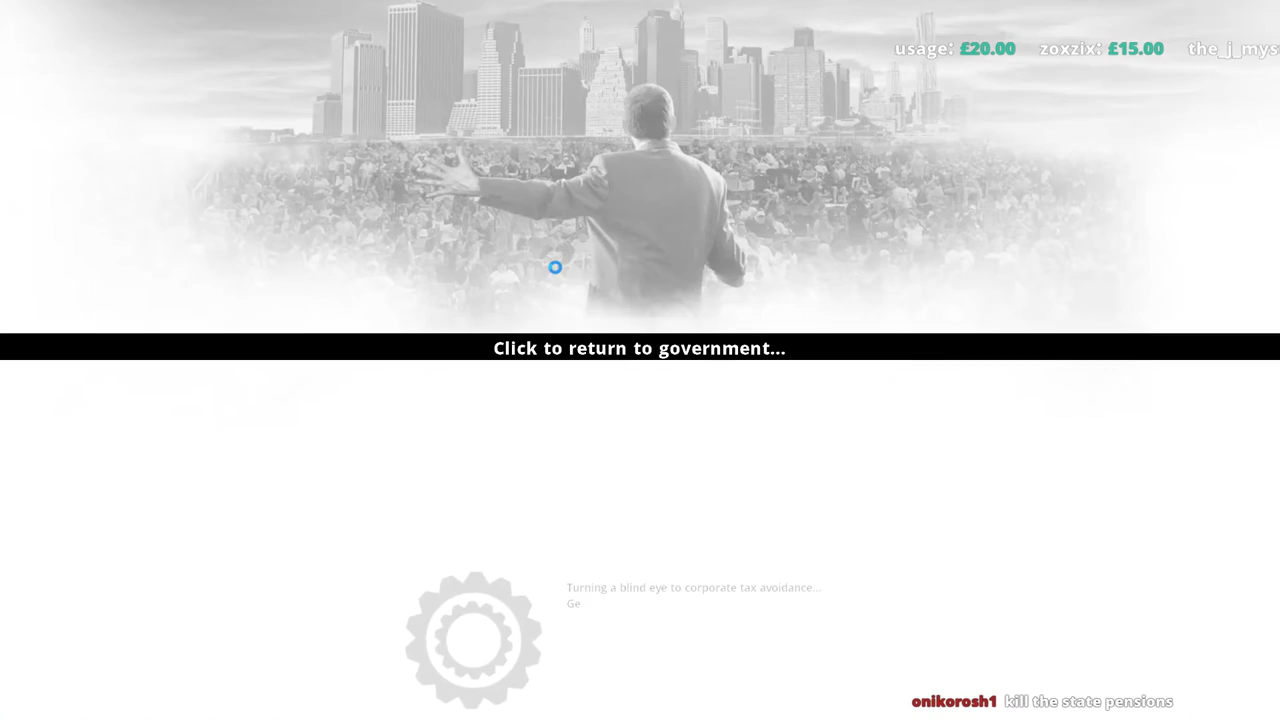 usage: £20.00 zoxzix: £15.00 the_j_mys
Click to return to government...
Turning a blind eye to corporate tax avoidance...
Ge
onikorosh1 kill the state pensions